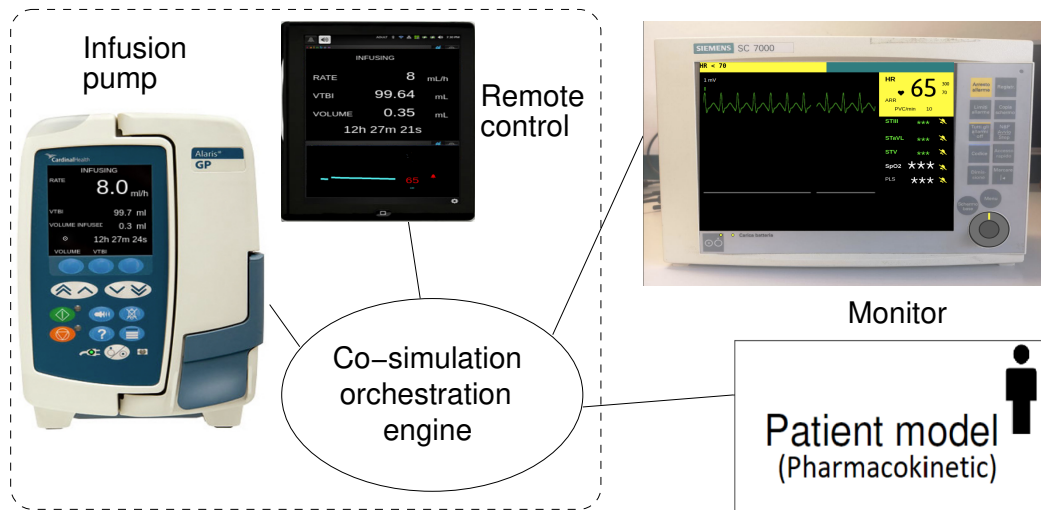 Infusion
pump
CardinalHealth
INFUSING
RATE
8.0 ml/h
VTBI 99.7 ml
VOLUME INFUSED 0.3 ml
12h 27m 24s
VOLUME VTBI
?
Alaris®
GP
INFUSING
RATE 8 mL/h
VTBI 99.64 mL
VOLUME 0.35 mL
12h 27m 21s
65
Remote
control
Co–simulation
orchestration
engine
SIEMENS SC 7000
HR < 70
1 mV
HR
65
300
70
ARR
PVC/min 10
STIII ***
STaVL ***
STV ***
SpO2 ***
PLS ***
Monitor
Patient model
(Pharmacokinetic)